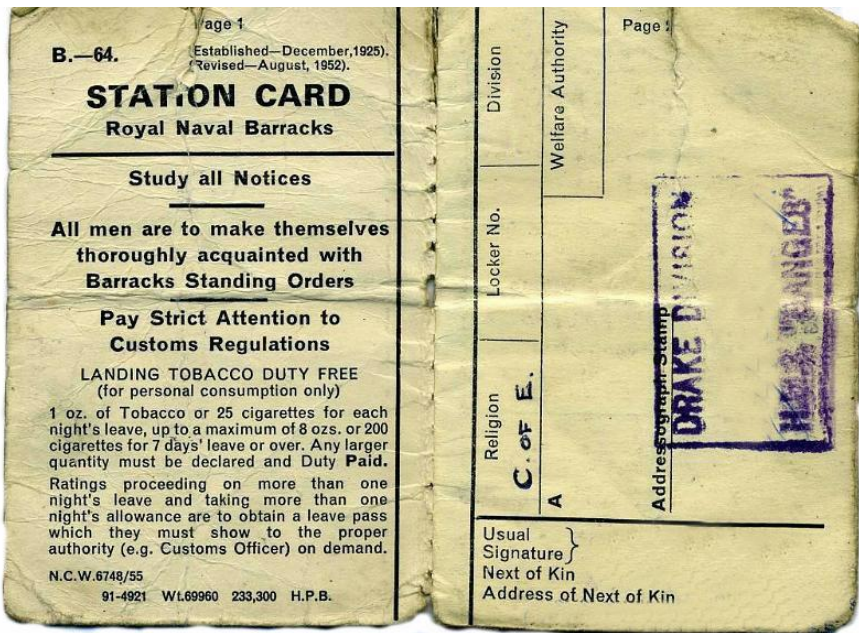 Page 1
B.—64.
(Established—December, 1925).
(Revised—August, 1952).
STATION CARD
Royal Naval Barracks
Study all Notices
All men are to make themselves
thoroughly acquainted with
Barracks Standing Orders
Pay Strict Attention to
Customs Regulations
LANDING TOBACCO DUTY FREE
(for personal consumption only)
1 oz. of Tobacco or 25 cigarettes for each
night's leave, up to a maximum of 8 ozs. or 200
cigarettes for 7 days' leave or over. Any larger
quantity must be declared and Duty Paid.
Ratings proceeding on more than one
night's leave and taking more than one
night's allowance are to obtain a leave pass
which they must show to the proper
authority (e.g. Customs Officer) on demand.
N.C.W.6748/55
91-4921 Wt.69960 233,300 H.P.B.
Page
Division
Welfare Authority
Locker No.
Religion
C. OF E.
A
Addressograph Stamp
DRAKE DIVISION
H.M.S "RANGER"
Usual
Signature}
Next of Kin
Address of Next of Kin